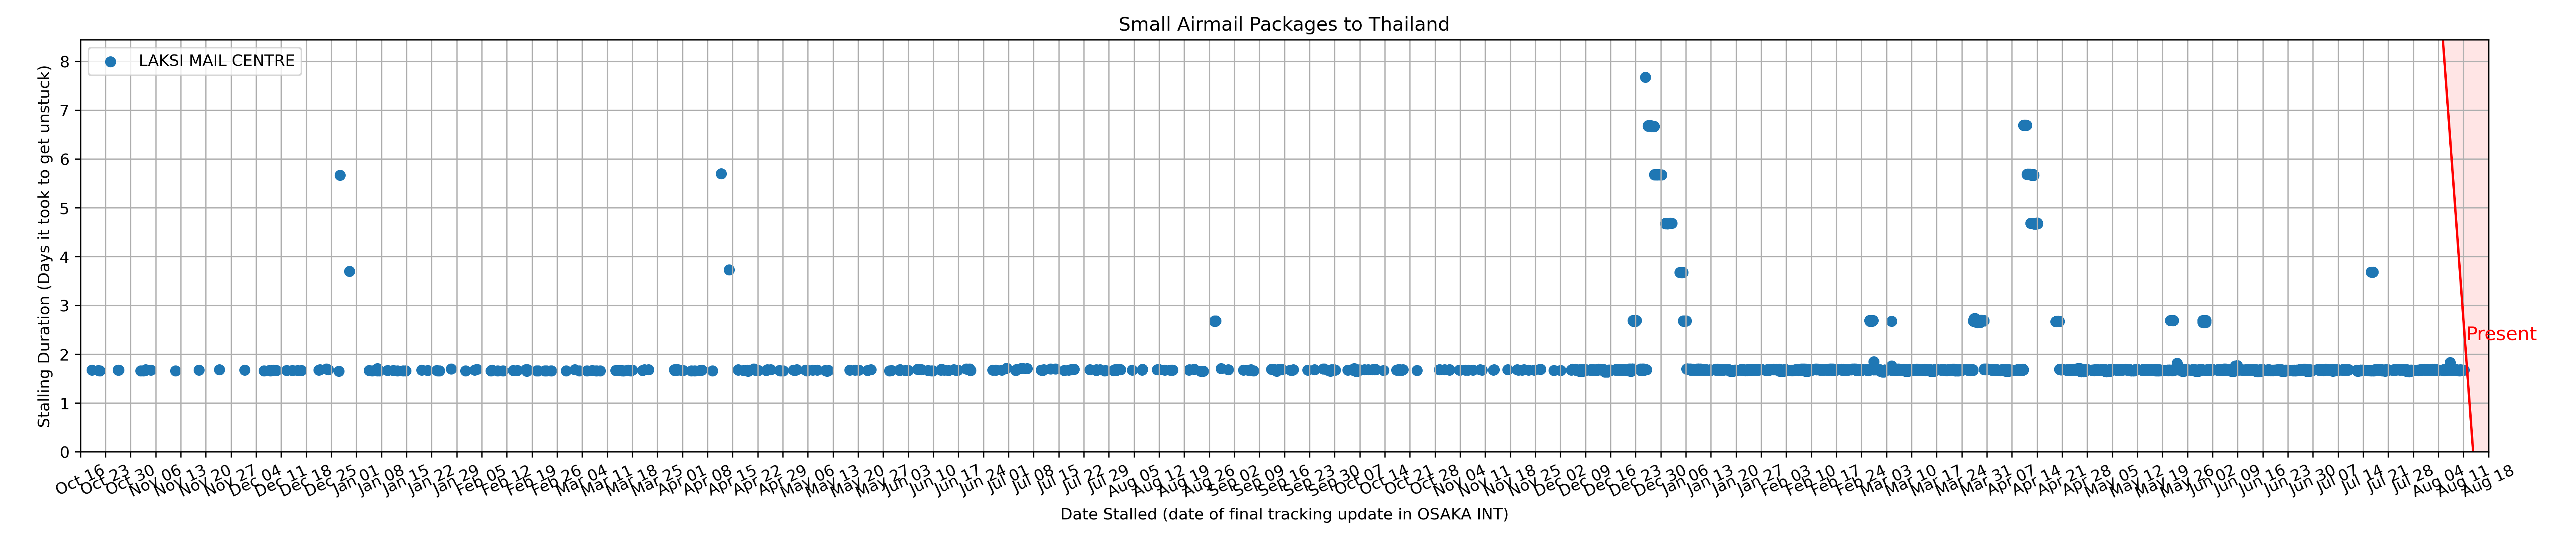 Small Airmail Packages to Thailand
LAKSI MAIL CENTRE
Stalling Duration (Days it took to get unstuck)
8
7
6
5
4
3
2
1
0
Present
Oct 16 Oct 23 Oct 30 Nov 06 Nov 13 Nov 20 Nov 27 Dec 04 Dec 11 Dec 18 Dec 25 Jan 01 Jan 08 Jan 15 Jan 22 Jan 29 Feb 05 Feb 12 Feb 19 Feb 26 Mar 04 Mar 11 Mar 18 Mar 25 Apr 01 Apr 08 Apr 15 Apr 22 Apr 29 May 06 May 13 May 20 May 27 Jun 03 Jun 10 Jun 17 Jun 24 Jul 01 Jul 08 Jul 15 Jul 22 Jul 29 Aug 05 Aug 12 Aug 19 Aug 26 Sep 02 Sep 09 Sep 16 Sep 23 Sep 30 Oct 07 Oct 14 Oct 21 Oct 28 Nov 04 Nov 11 Nov 18 Nov 25 Dec 02 Dec 09 Dec 16 Dec 23 Dec 30 Jan 06 Jan 13 Jan 20 Jan 27 Feb 03 Feb 10 Feb 17 Feb 24 Mar 03 Mar 10 Mar 17 Mar 24 Mar 31 Apr 07 Apr 14 Apr 21 Apr 28 May 05 May 12 May 19 May 26 Jun 02 Jun 09 Jun 16 Jun 23 Jun 30 Jul 07 Jul 14 Jul 21 Jul 28 Aug 04 Aug 11 Aug 18
Date Stalled (date of final tracking update in OSAKA INT)